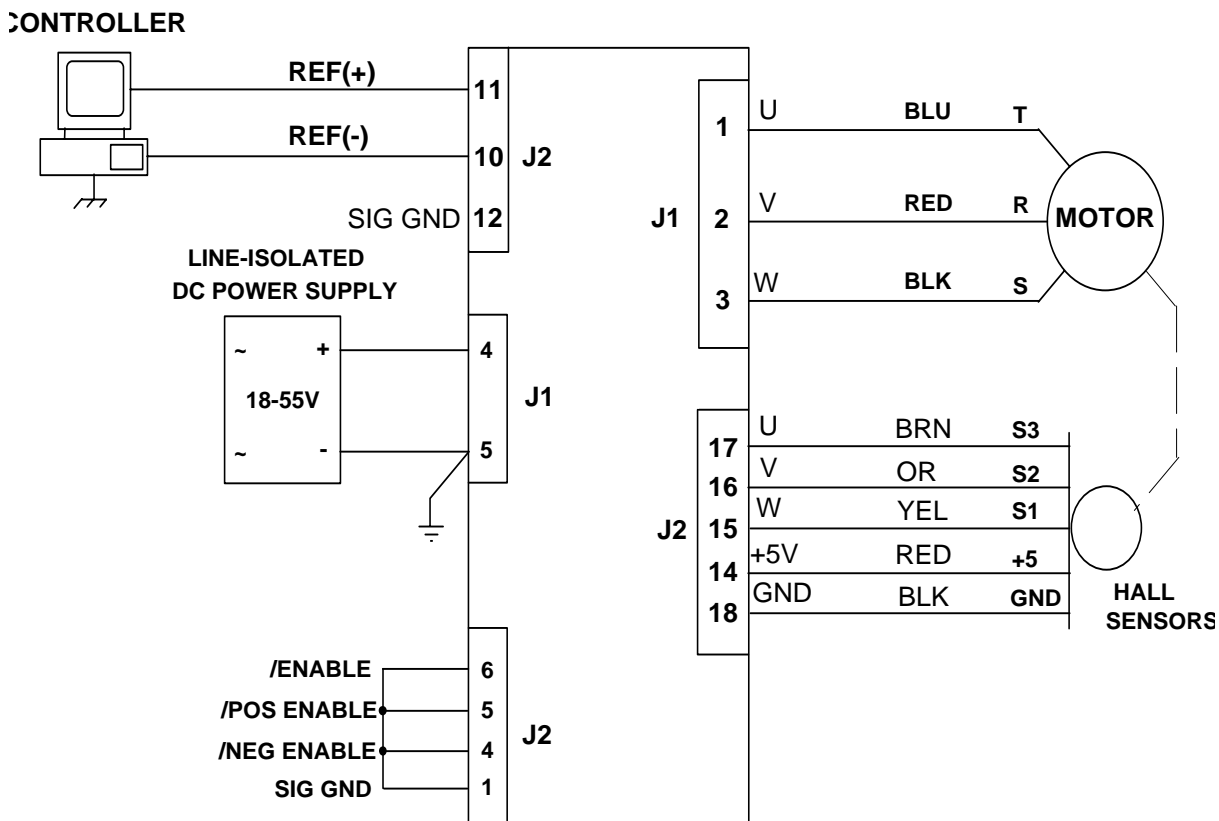 CONTROLLER
REF(+)
11
REF(-)
10
J2
SIG GND
12
LINE-ISOLATED
DC POWER SUPPLY
~
+
4
18-55V
J1
~
-
5
/ENABLE
6
/POS ENABLE
5
/NEG ENABLE
4
J2
SIG GND
1
1
U
BLU
T
J1
2
V
RED
R
MOTOR
3
W
BLK
S
17
U
BRN
S3
16
V
OR
S2
J2
15
W
YEL
S1
14
+5V
RED
+5
18
GND
BLK
GND
HALL
SENSORS